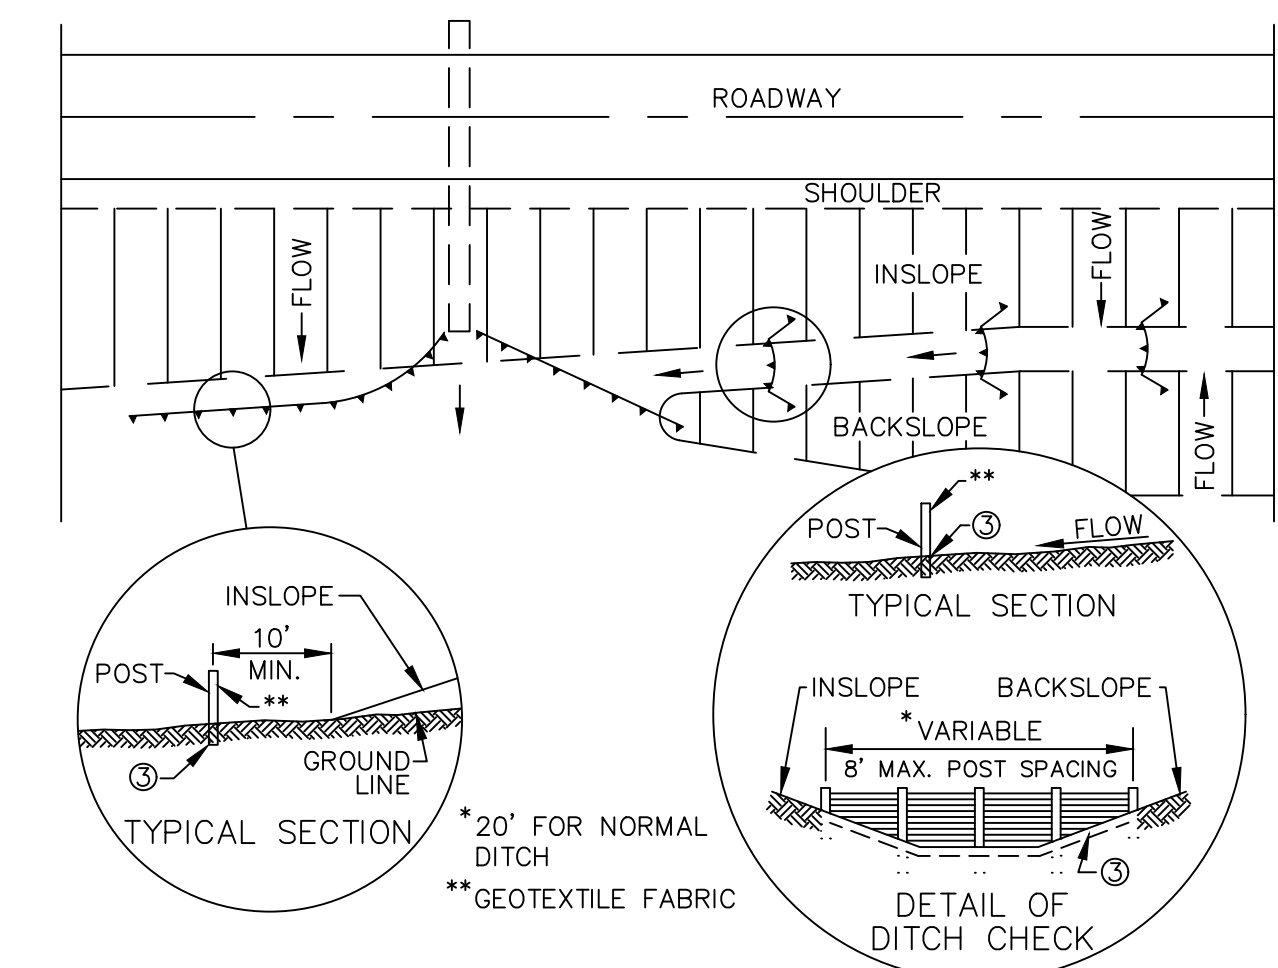 ROADWAY
SHOULDER
FLOW
FLOW
INSLOPE
BACKSLOPE
FLOW
**
POST
③
FLOW
TYPICAL SECTION
INSLOPE
10'
MIN.
POST
**
GROUND
LINE
③
TYPICAL SECTION
INSLOPE
BACKSLOPE
*VARIABLE
8' MAX. POST SPACING
③
DETAIL OF
DITCH CHECK
*20' FOR NORMAL
DITCH
**GEOTEXTILE FABRIC